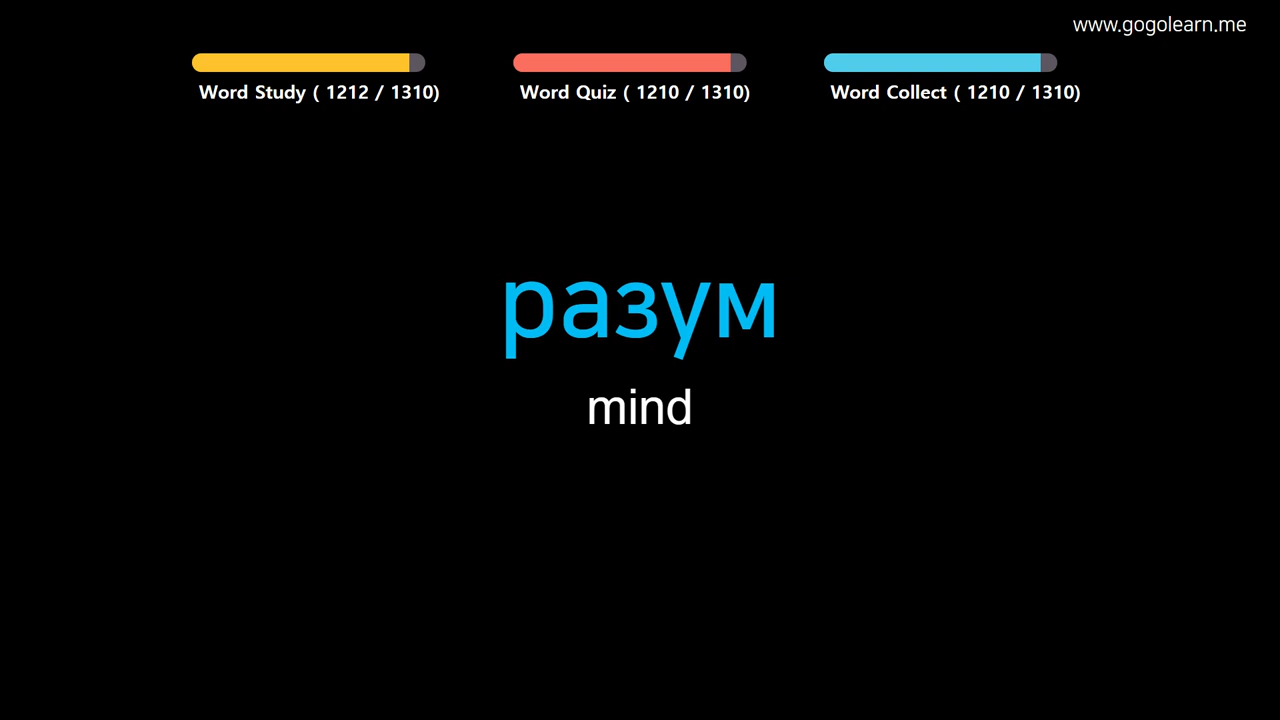 www.gogolearn.me
Word Study ( 1212 / 1310)
Word Quiz ( 1210 / 1310)
Word Collect ( 1210 / 1310)
разум
mind